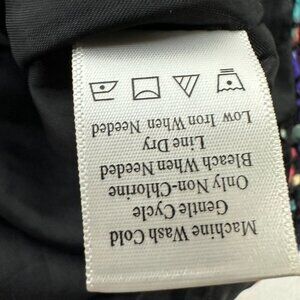 Machine Wash Cold
Gentle Cycle
Only Non-Chlorine
Bleach When Needed
Line Dry
Low Iron When Needed